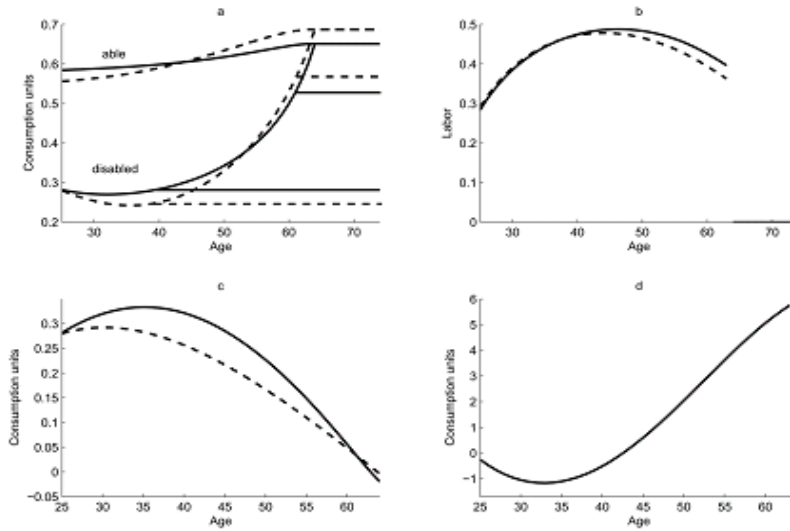 a
0.7
0.6
0.5
0.4
0.3
0.2
Consumption units
able
disabled
30 40 50 60 70
Age
b
0.5
0.4
0.3
0.2
0.1
0
Labor
30 40 50 60 70
Age
c
0.3
0.25
0.2
0.15
0.1
0.05
0
−0.05
Consumption units
25 30 35 40 45 50 55 60
Age
d
6
5
4
3
2
1
0
−1
Consumption units
25 30 35 40 45 50 55 60
Age